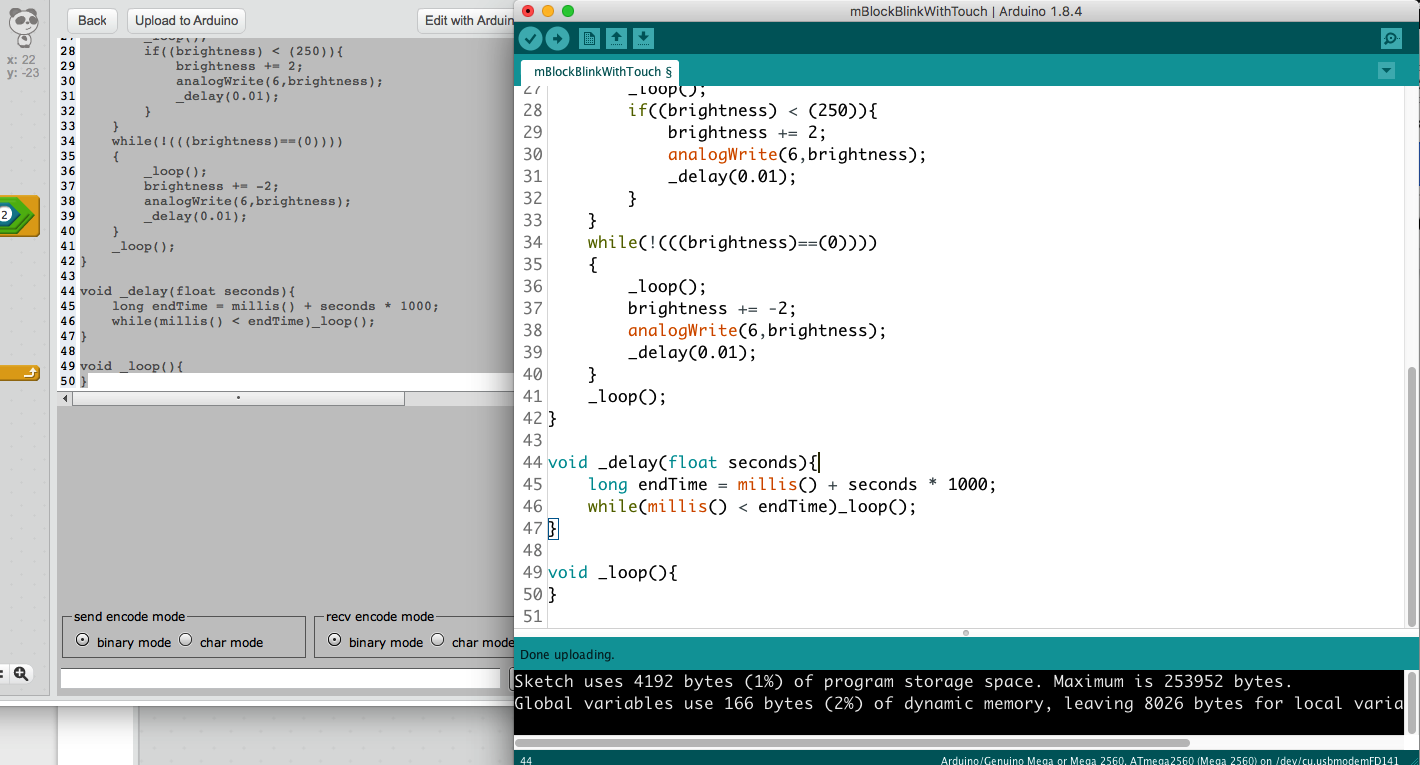 Back
Upload to Arduino
x: 22
y: -23
2
27 _loop();
28 if((brightness) < (250)){
29 brightness += 2;
30 analogWrite(6,brightness);
31 _delay(0.01);
32 }
33 }
34 while(!(((brightness)==(0))))
35 {
36 _loop();
37 brightness += -2;
38 analogWrite(6,brightness);
39 _delay(0.01);
40 }
41 _loop();
42 }
43
44 void _delay(float seconds){
45 long endTime = millis() + seconds * 1000;
46 while(millis() < endTime)_loop();
47 }
48
49 void _loop(){
50 }
send encode mode
binary mode char mode
recv encode mode
binary mode char mode
Edit with Arduin
mBlockBlinkWithTouch | Arduino 1.8.4
mBlockBlinkWithTouch §
27 _loop();
28 if((brightness) < (250)){
29 brightness += 2;
30 analogWrite(6,brightness);
31 _delay(0.01);
32 }
33 }
34 while(!(((brightness)==(0))))
35 {
36 _loop();
37 brightness += -2;
38 analogWrite(6,brightness);
39 _delay(0.01);
40 }
41 _loop();
42 }
43
44 void _delay(float seconds){
45 long endTime = millis() + seconds * 1000;
46 while(millis() < endTime)_loop();
47 }
48
49 void _loop(){
50 }
51
Done uploading.
Sketch uses 4192 bytes (1%) of program storage space. Maximum is 253952 bytes.
Global variables use 166 bytes (2%) of dynamic memory, leaving 8026 bytes for local varia
44
Arduino/Genuino Mega or Mega 2560, ATmega2560 (Mega 2560) on /dev/cu.usbmodemFD141